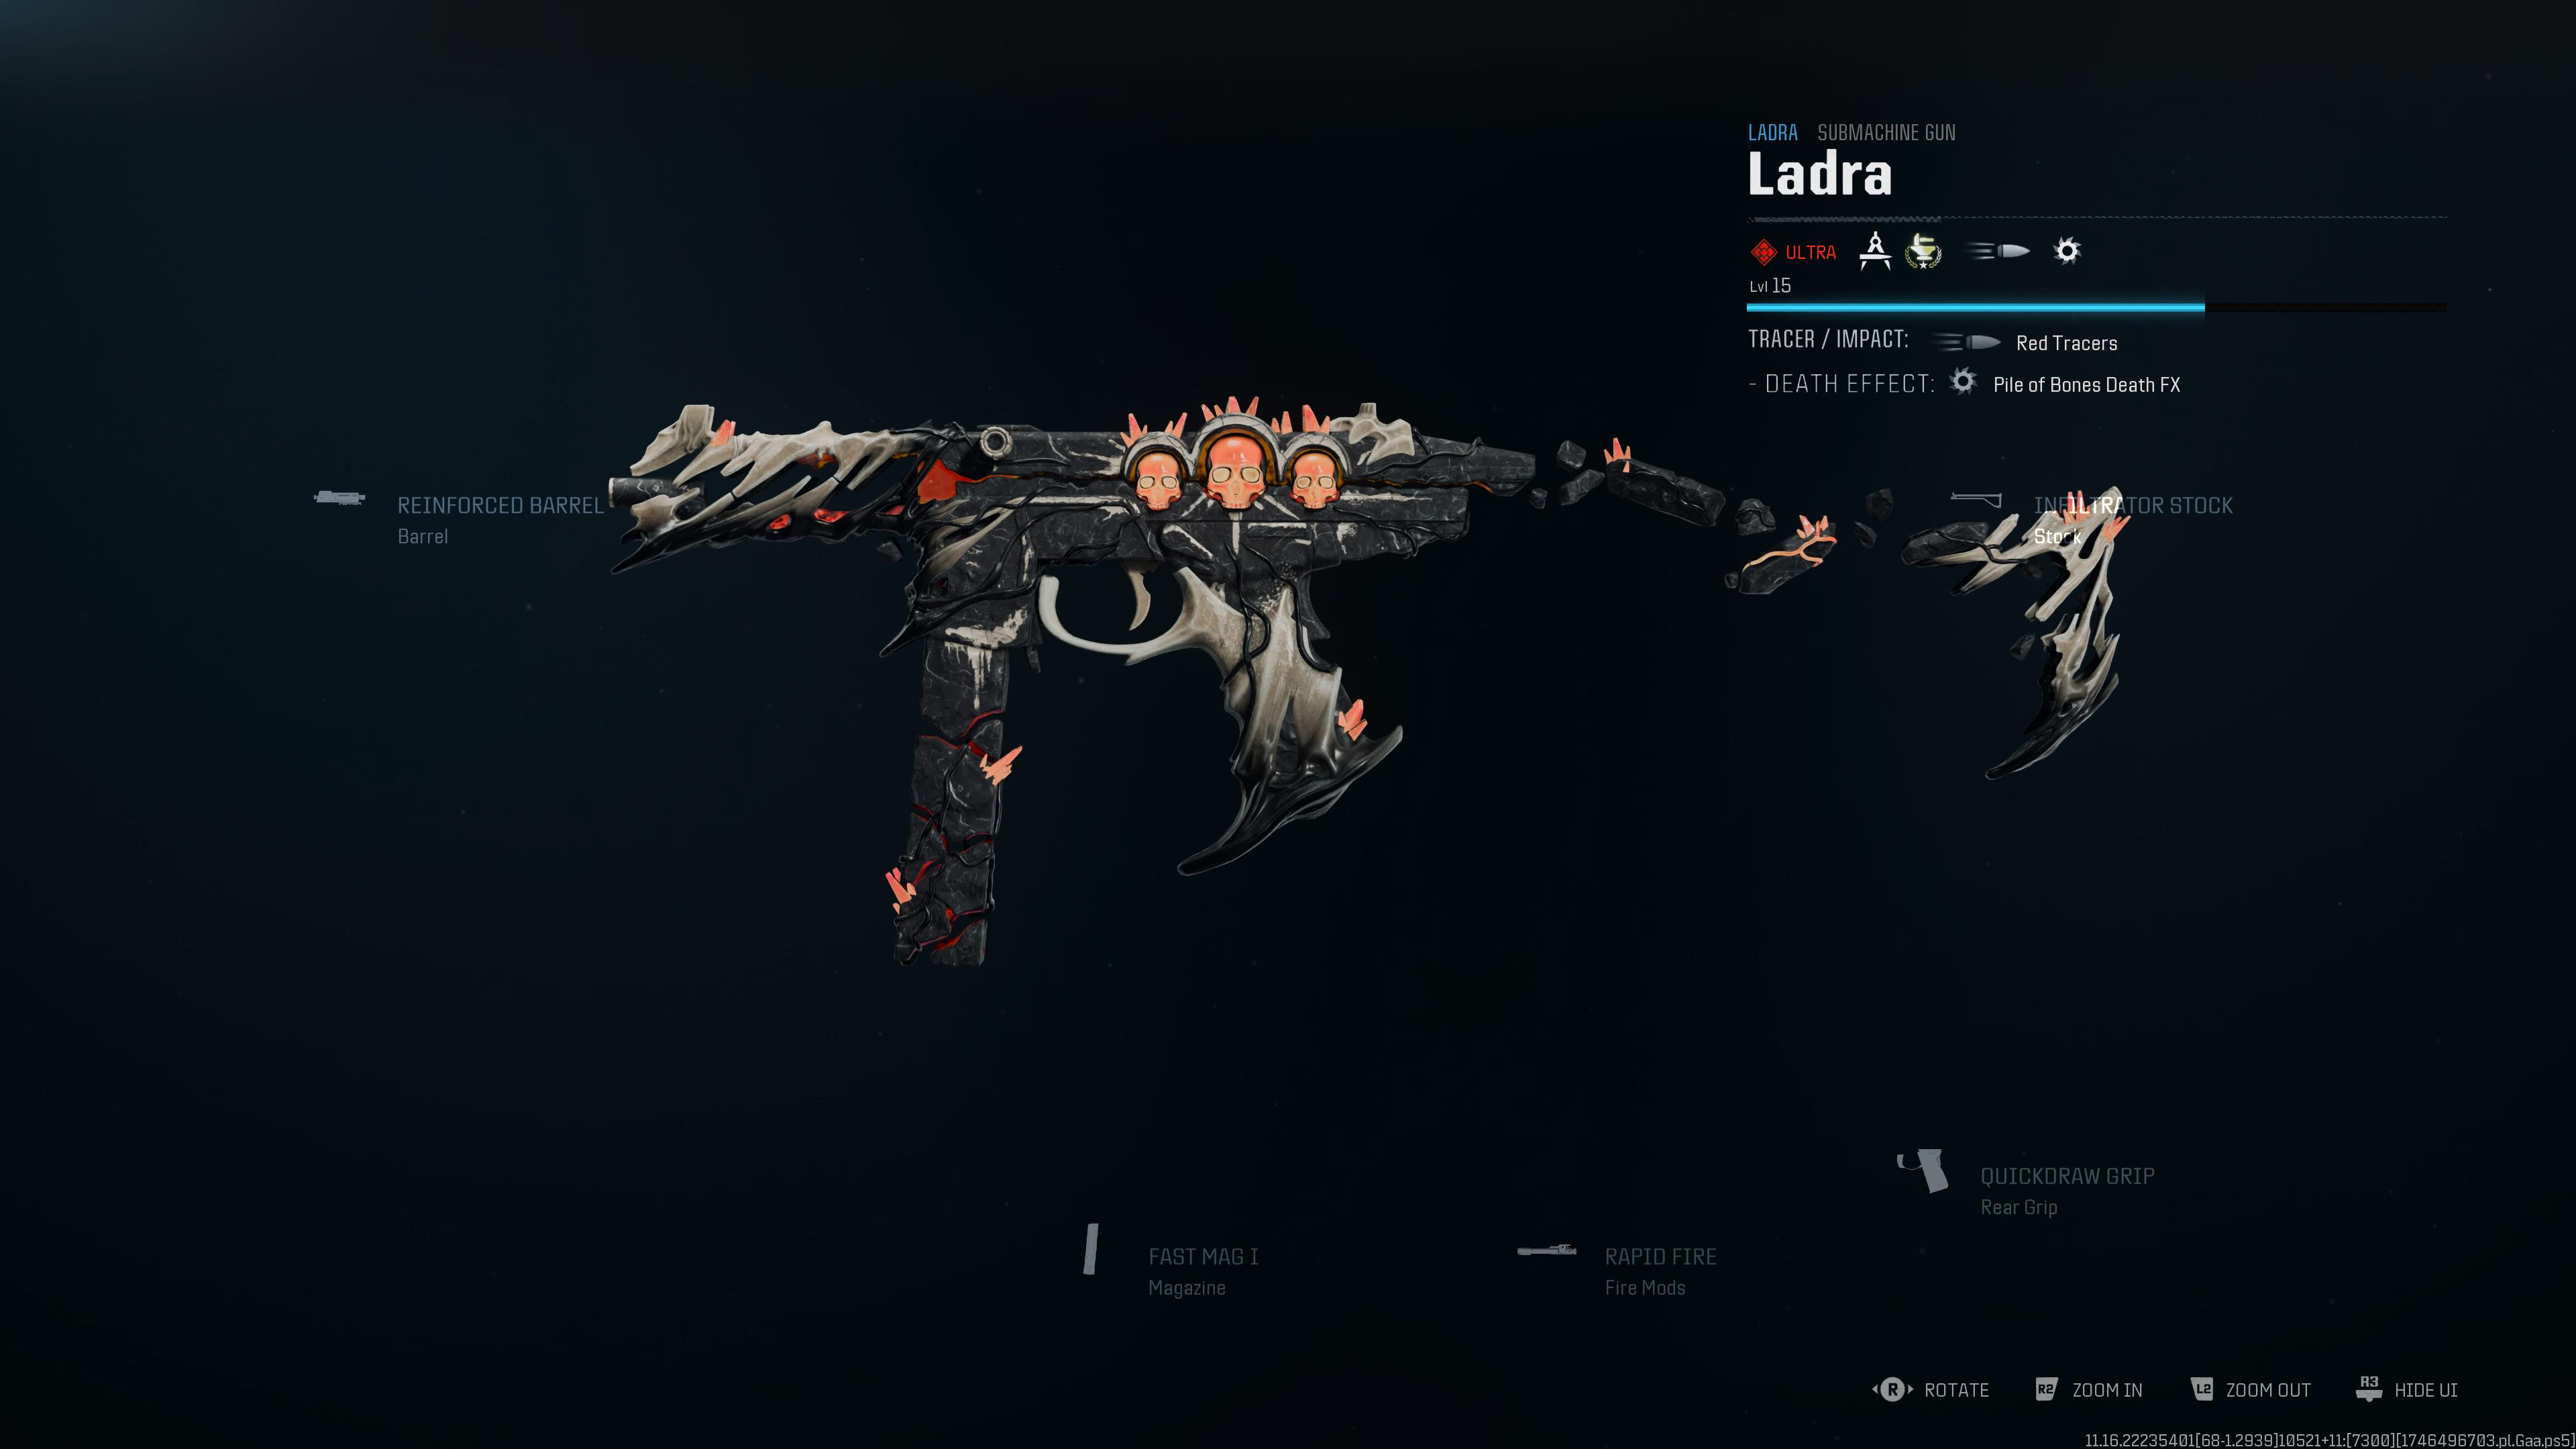 LADRA SUBMACHINE GUN
Ladra
ULTRA
Lvl 15
TRACER / IMPACT: Red Tracers
- DEATH EFFECT: Pile of Bones Death FX
REINFORCED BARREL
Barrel
INFILTRATOR STOCK
Stock
QUICKDRAW GRIP
Rear Grip
FAST MAG I
Magazine
RAPID FIRE
Fire Mods
R ROTATE R2 ZOOM IN L2 ZOOM OUT R3 HIDE UI
11.16.22235401[68-1.2939]10521+11:[7300][1746496703.pl.Gaa.ps5]